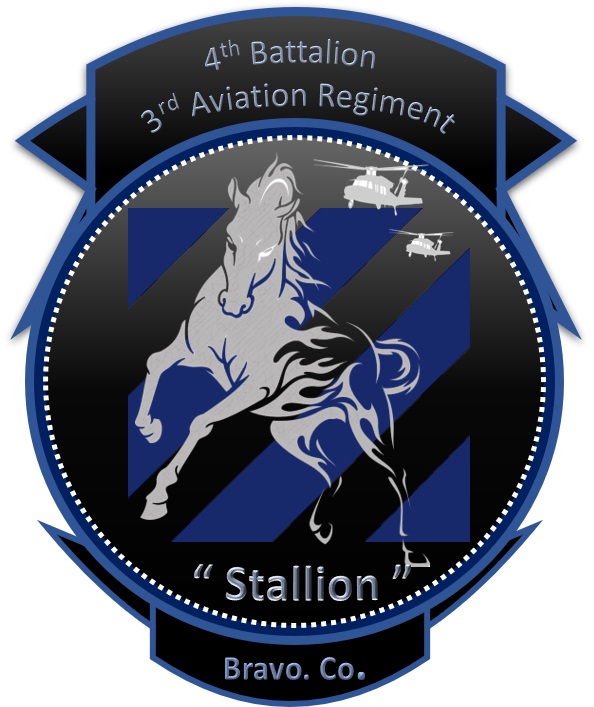 4th Battalion
3rd Aviation Regiment
“ Stallion ”
Bravo. Co.